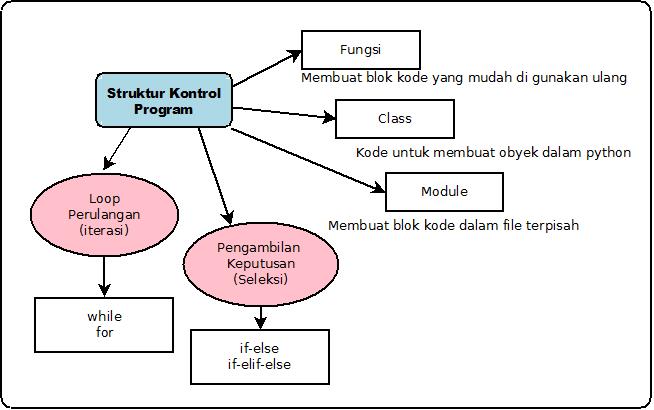 Fungsi
Membuat blok kode yang mudah di gunakan ulang
Struktur Kontrol
Program
Class
Kode untuk membuat obyek dalam python
Module
Membuat blok kode dalam file terpisah
Loop
Perulangan
(iterasi)
Pengambilan
Keputusan
(Seleksi)
while
for
if-else
if-elif-else